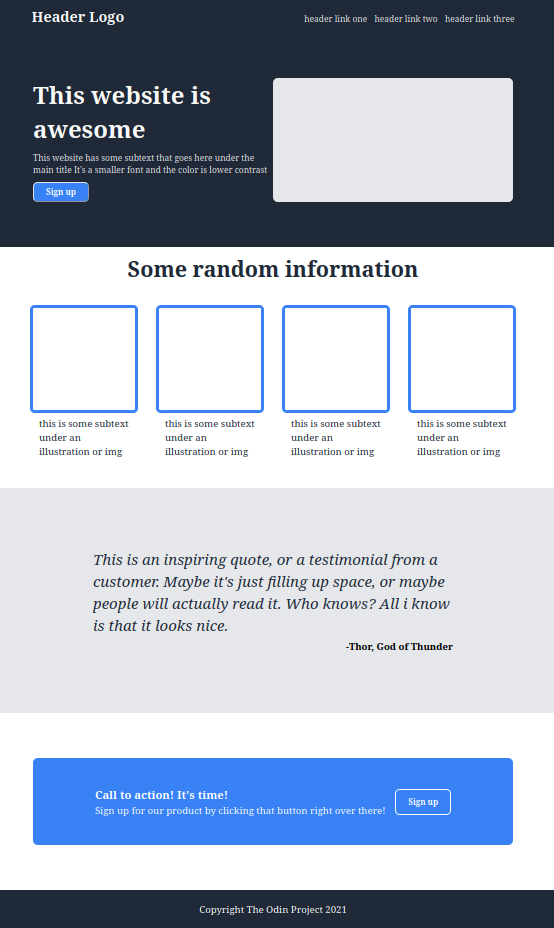 Header Logo
header link one header link two header link three
This website is
awesome
This website has some subtext that goes here under the
main title It's a smaller font and the color is lower contrast
Sign up
Some random information
this is some subtext
under an
illustration or img
this is some subtext
under an
illustration or img
this is some subtext
under an
illustration or img
this is some subtext
under an
illustration or img
This is an inspiring quote, or a testimonial from a
customer. Maybe it's just filling up space, or maybe
people will actually read it. Who knows? All i know
is that it looks nice.
-Thor, God of Thunder
Call to action! It's time!
Sign up for our product by clicking that button right over there!
Sign up
Copyright The Odin Project 2021